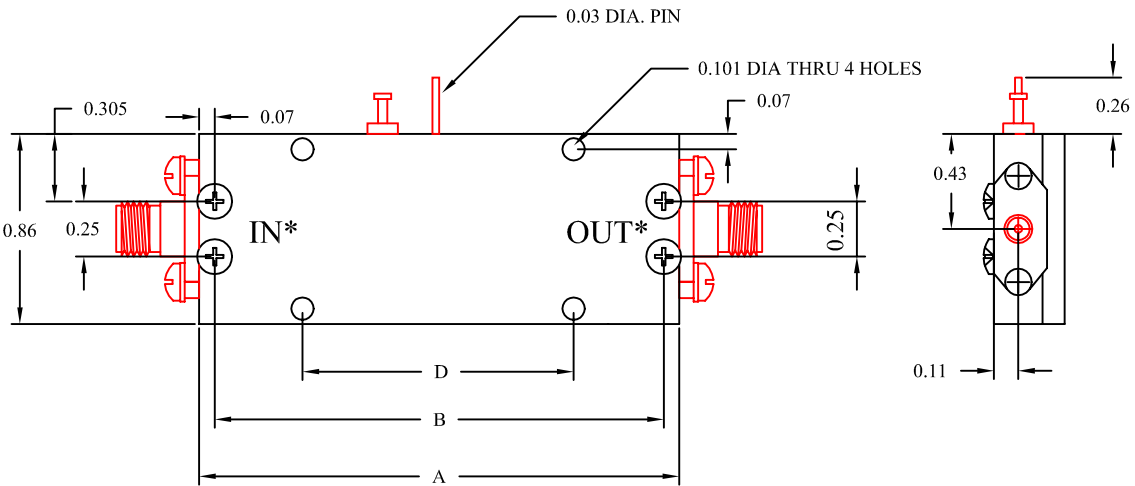 0.03 DIA. PIN
0.101 DIA THRU 4 HOLES
0.305
0.07
0.07
0.26
0.43
0.86
0.25
IN*
OUT*
0.25
D
0.11
B
A